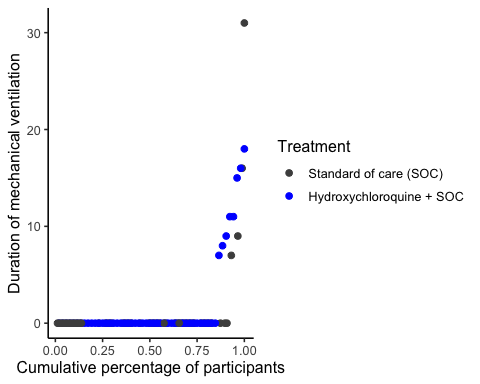 Duration of mechanical ventilation
30
20
10
0
0.00 0.25 0.50 0.75 1.00
Cumulative percentage of participants
Treatment
Standard of care (SOC)
Hydroxychloroquine + SOC